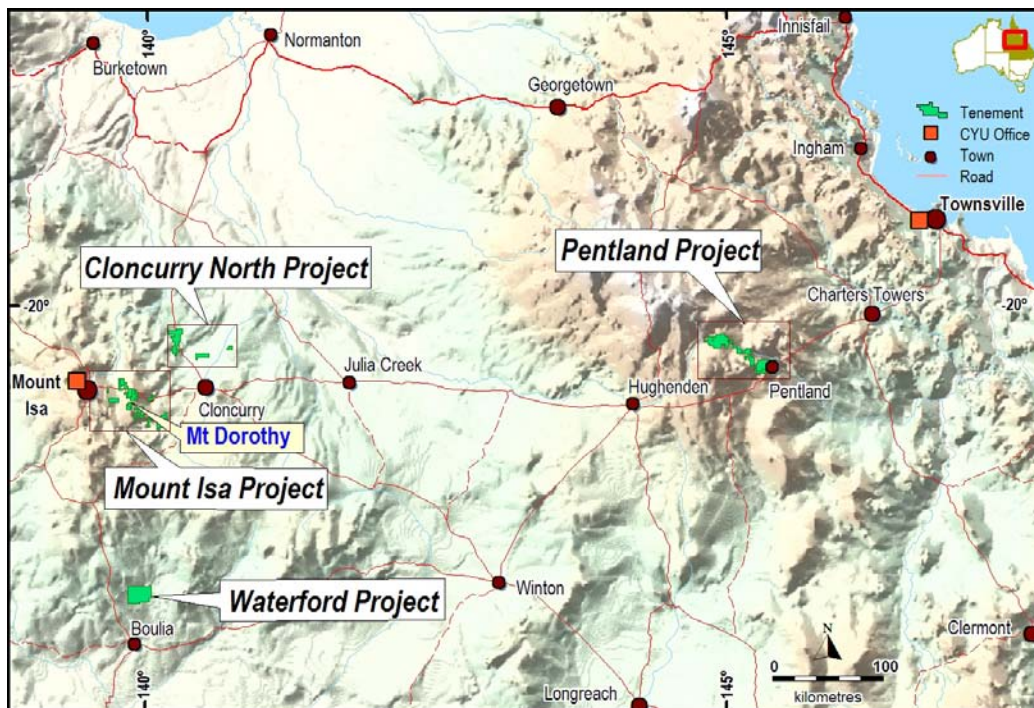 140°
145°
Innisfail
Normanton
Burketown
Georgetown
Tenement
CYU Office
Town
Road
Ingham
Townsville
Cloncurry North Project
Pentland Project
-20°
-20°
Charters Towers
Mount
Isa
Julia Creek
Cloncurry
Hughenden
Pentland
Mt Dorothy
Mount Isa Project
Waterford Project
Winton
Boulia
Clermont
N
0
100
kilometres
Longreach
140°
145°